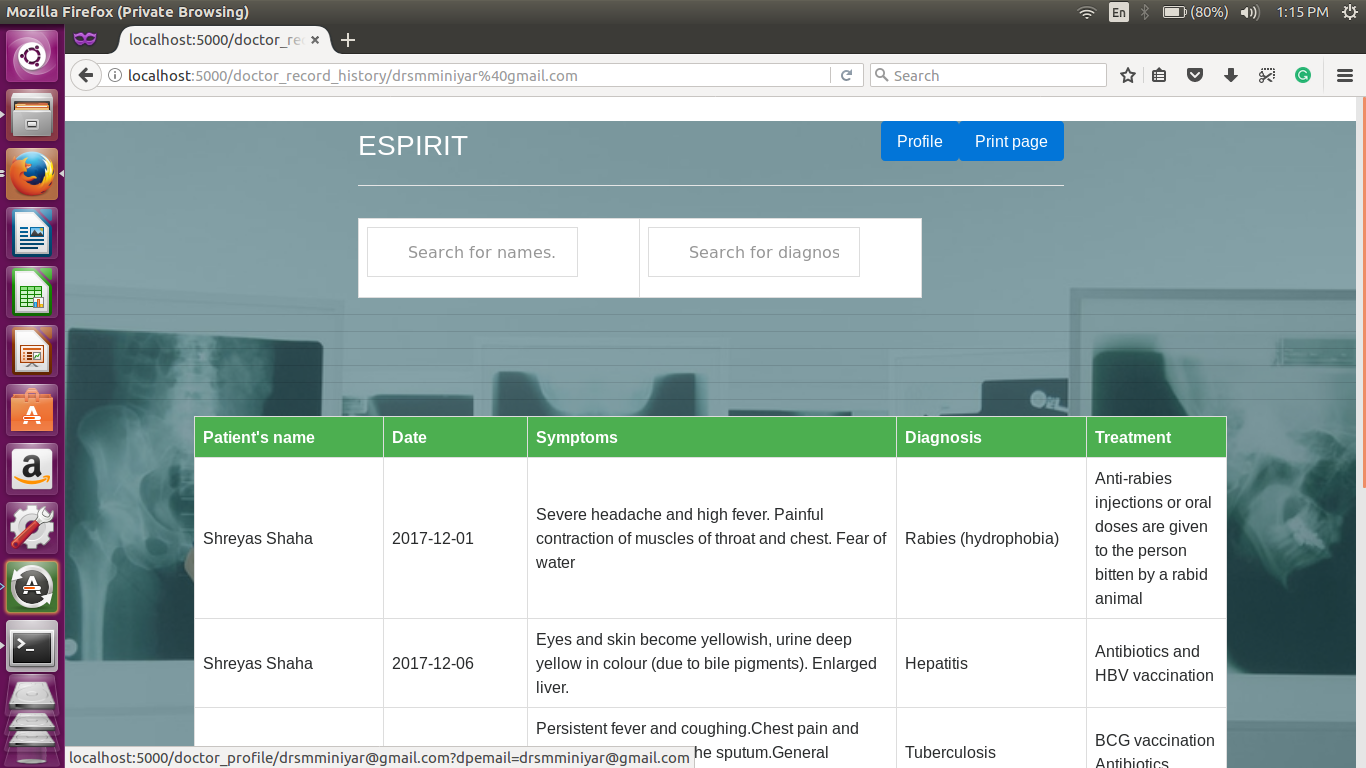 Mozilla Firefox (Private Browsing)
En
(80%)
1:15 PM
localhost:5000/doctor_re
localhost:5000/doctor_record_history/drsmminiyar%40gmail.com
Search
ESPIRIT
Profile
Print page
Search for names.
Search for diagnos
Patient's name
Date
Symptoms
Diagnosis
Treatment
Shreyas Shaha
2017-12-01
Severe headache and high fever. Painful
contraction of muscles of throat and chest. Fear of
water
Rabies (hydrophobia)
Anti-rabies
injections or oral
doses are given
to the person
bitten by a rabid
animal
Shreyas Shaha
2017-12-06
Eyes and skin become yellowish, urine deep
yellow in colour (due to bile pigments). Enlarged
liver.
Hepatitis
Antibiotics and
HBV vaccination
Persistent fever and coughing.Chest pain and
he sputum.General
Tuberculosis
BCG vaccination
Antibiotics
localhost:5000/doctor_profile/drsmminiyar@gmail.com?dpemail=drsmminiyar@gmail.com